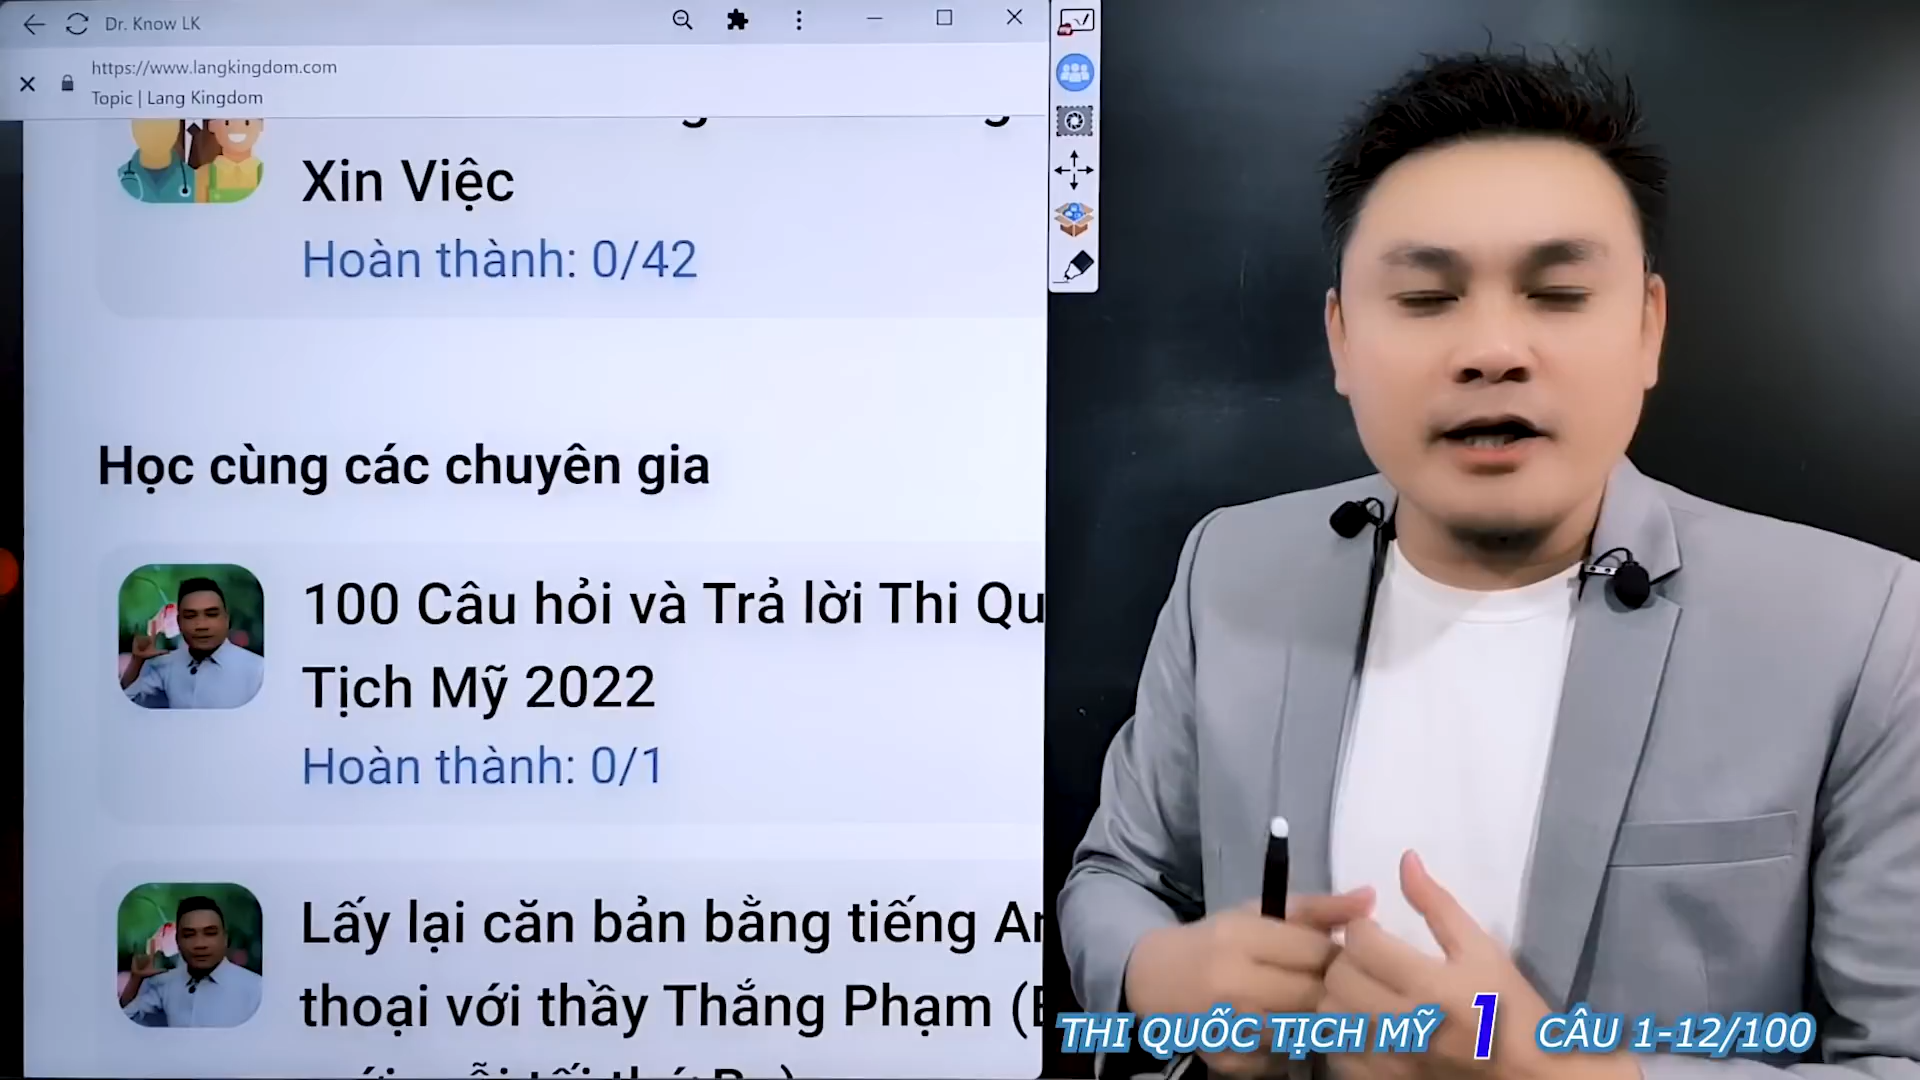 Dr. Know LK
https://www.langkingdom.com
Topic | Lang Kingdom
Xin Việc
Hoàn thành: 0/42
Học cùng các chuyên gia
100 Câu hỏi và Trả lời Thi Qu
Tịch Mỹ 2022
Hoàn thành: 0/1
Lấy lại căn bản bằng tiếng An
thoại với thầy Thắng Phạm (
THI QUỐC TỊCH MỸ 1 CÂU 1-12/100